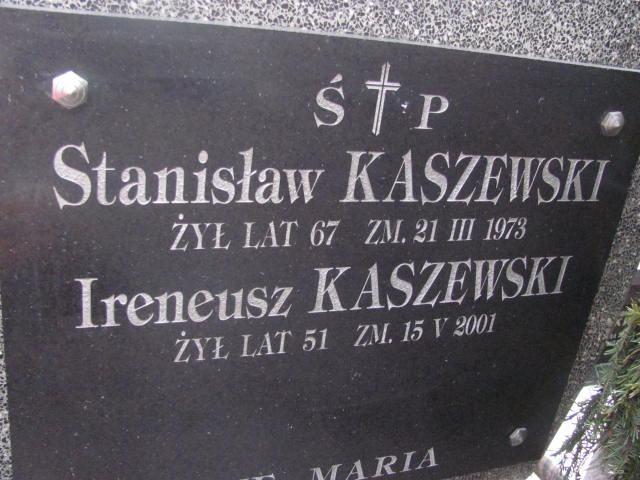 Ś P
Stanisław KASZEWSKI
ŻYŁ LAT 67 ZM. 21 III 1973
Ireneusz KASZEWSKI
ŻYŁ LAT 51 ZM. 15 V 2001
MARIA